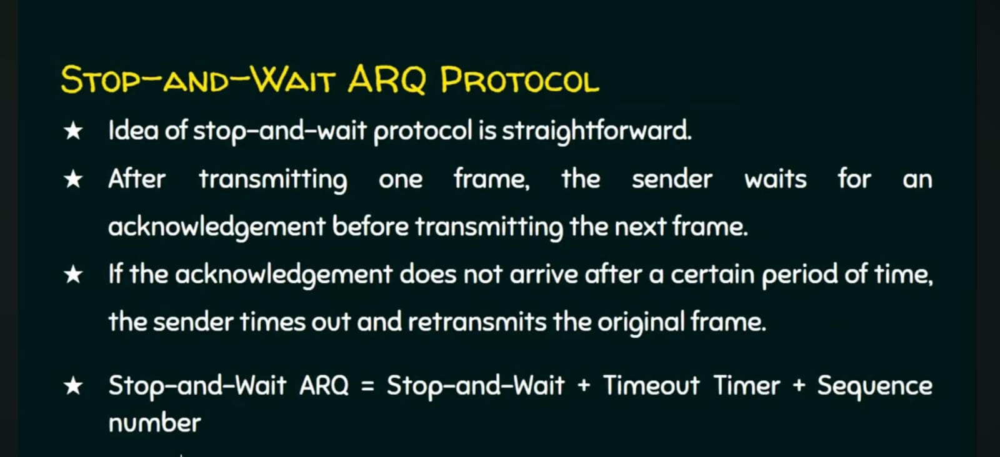 STOP-AND-WAIT ARQ PROTOCOL
★ Idea of stop-and-wait protocol is straightforward.
★ After transmitting one frame, the sender waits for an
acknowledgement before transmitting the next frame.
★ If the acknowledgement does not arrive after a certain period of time,
the sender times out and retransmits the original frame.
★ Stop-and-Wait ARQ = Stop-and-Wait + Timeout Timer + Sequence
number